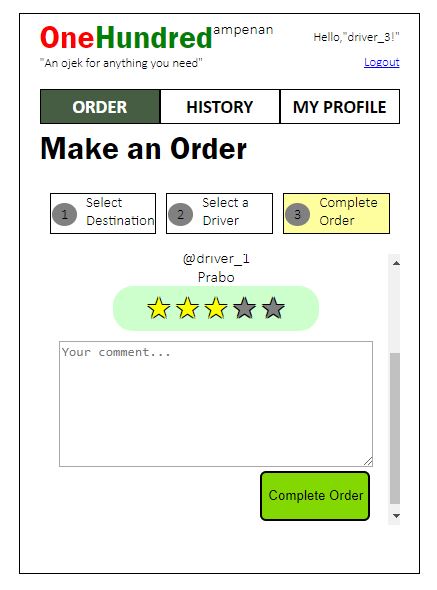 OneHundredampenan
Hello,"driver_3!"
"An ojek for anything you need"
Logout
ORDER HISTORY MY PROFILE
Make an Order
1 Select Destination
2 Select a Driver
3 Complete Order
@driver_1
Prabo
Your comment...
Complete Order